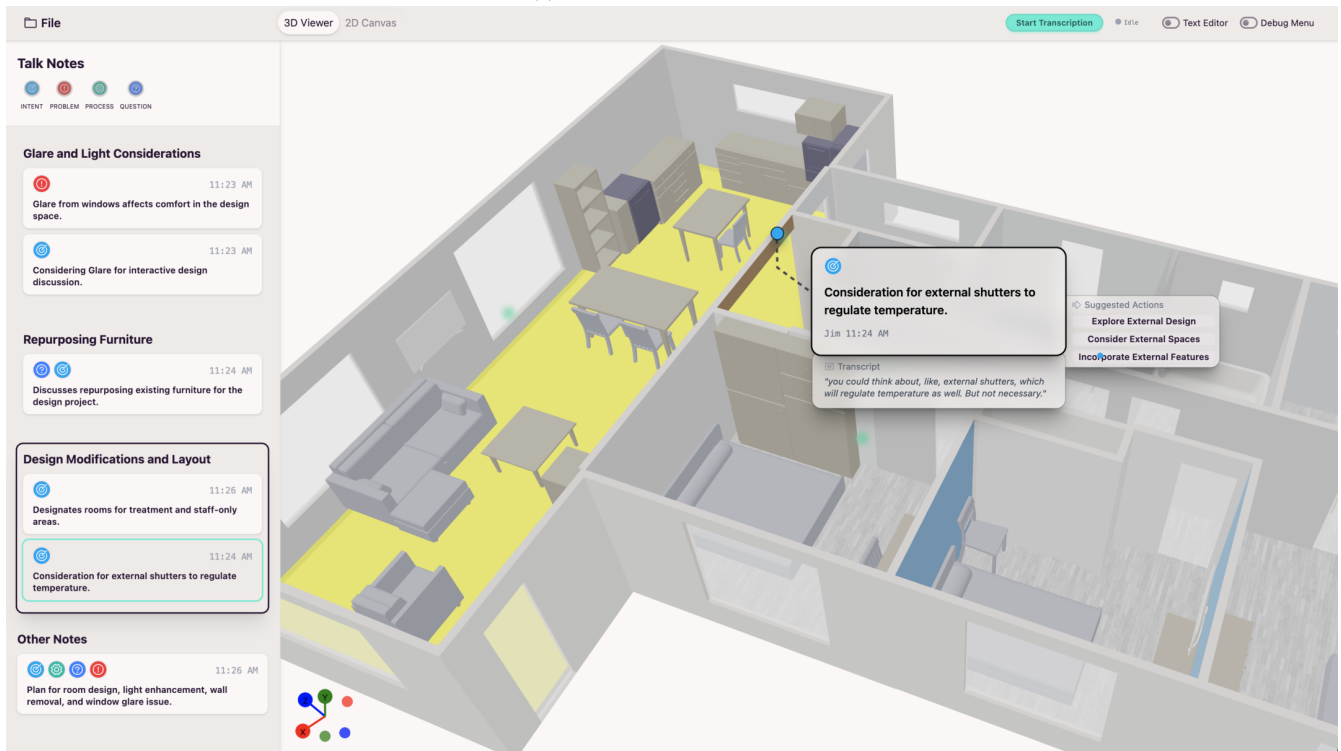 File
3D Viewer 2D Canvas
Start Transcription
Idle
Text Editor
Debug Menu
Talk Notes
INTENT PROBLEM PROCESS QUESTION
Glare and Light Considerations
11:23 AM
Glare from windows affects comfort in the design
space.
11:23 AM
Considering Glare for interactive design
discussion.
Repurposing Furniture
11:24 AM
Discusses repurposing existing furniture for the
design project.
Design Modifications and Layout
11:26 AM
Designates rooms for treatment and staff-only
areas.
11:24 AM
Consideration for external shutters to regulate
temperature.
Other Notes
11:26 AM
Plan for room design, light enhancement, wall
removal, and window glare issue.
Consideration for external shutters to
regulate temperature.
Jim 11:24 AM
Transcript
"you could think about, like, external shutters, which
will regulate temperature as well. But not necessary."
Suggested Actions
Explore External Design
Consider External Spaces
Incorporate External Features
Z Y
X